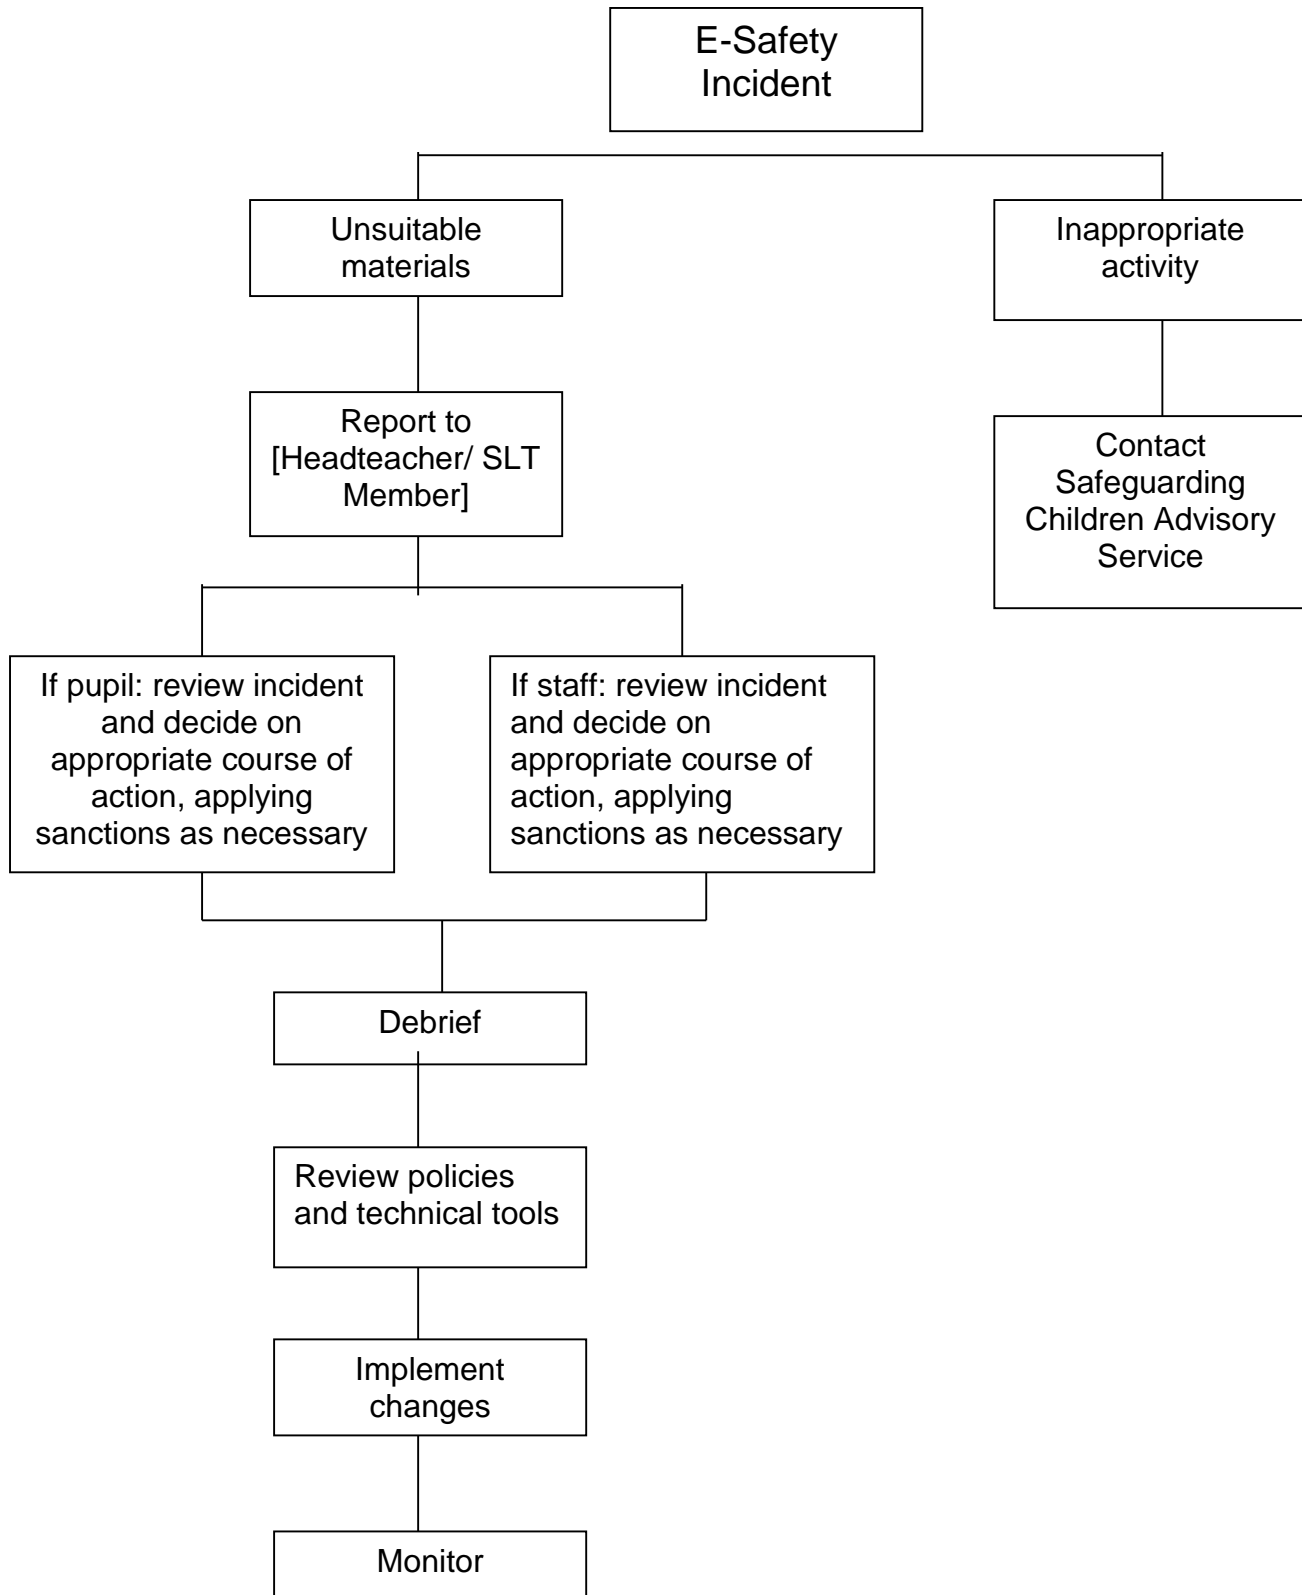 E-Safety
Incident
Unsuitable
materials
Inappropriate
activity
Report to
[Headteacher/ SLT
Member]
Contact
Safeguarding
Children Advisory
Service
If pupil: review incident
and decide on
appropriate course of
action, applying
sanctions as necessary
If staff: review incident
and decide on
appropriate course of
action, applying
sanctions as necessary
Debrief
Review policies
and technical tools
Implement
changes
Monitor